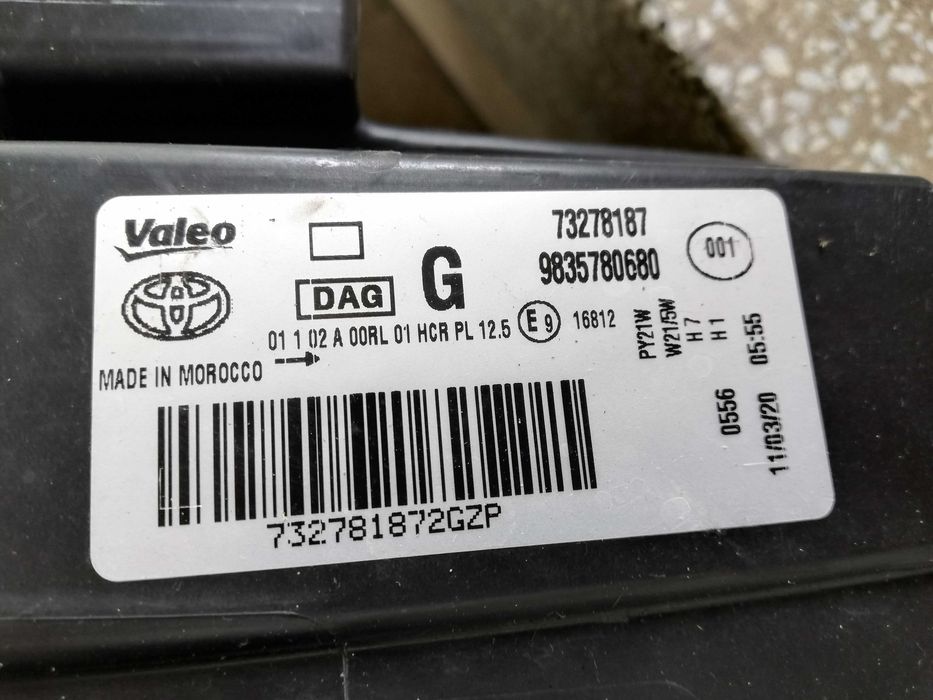 Valeo
73278187
9835780680
001
DAG
G
01 1 02 A 00RL 01 HCR PL 12.5
E9
16812
MADE IN MOROCCO
PY21W
W21/5W
H7
H1
0556
11/03/20 05:55
732781872GZP